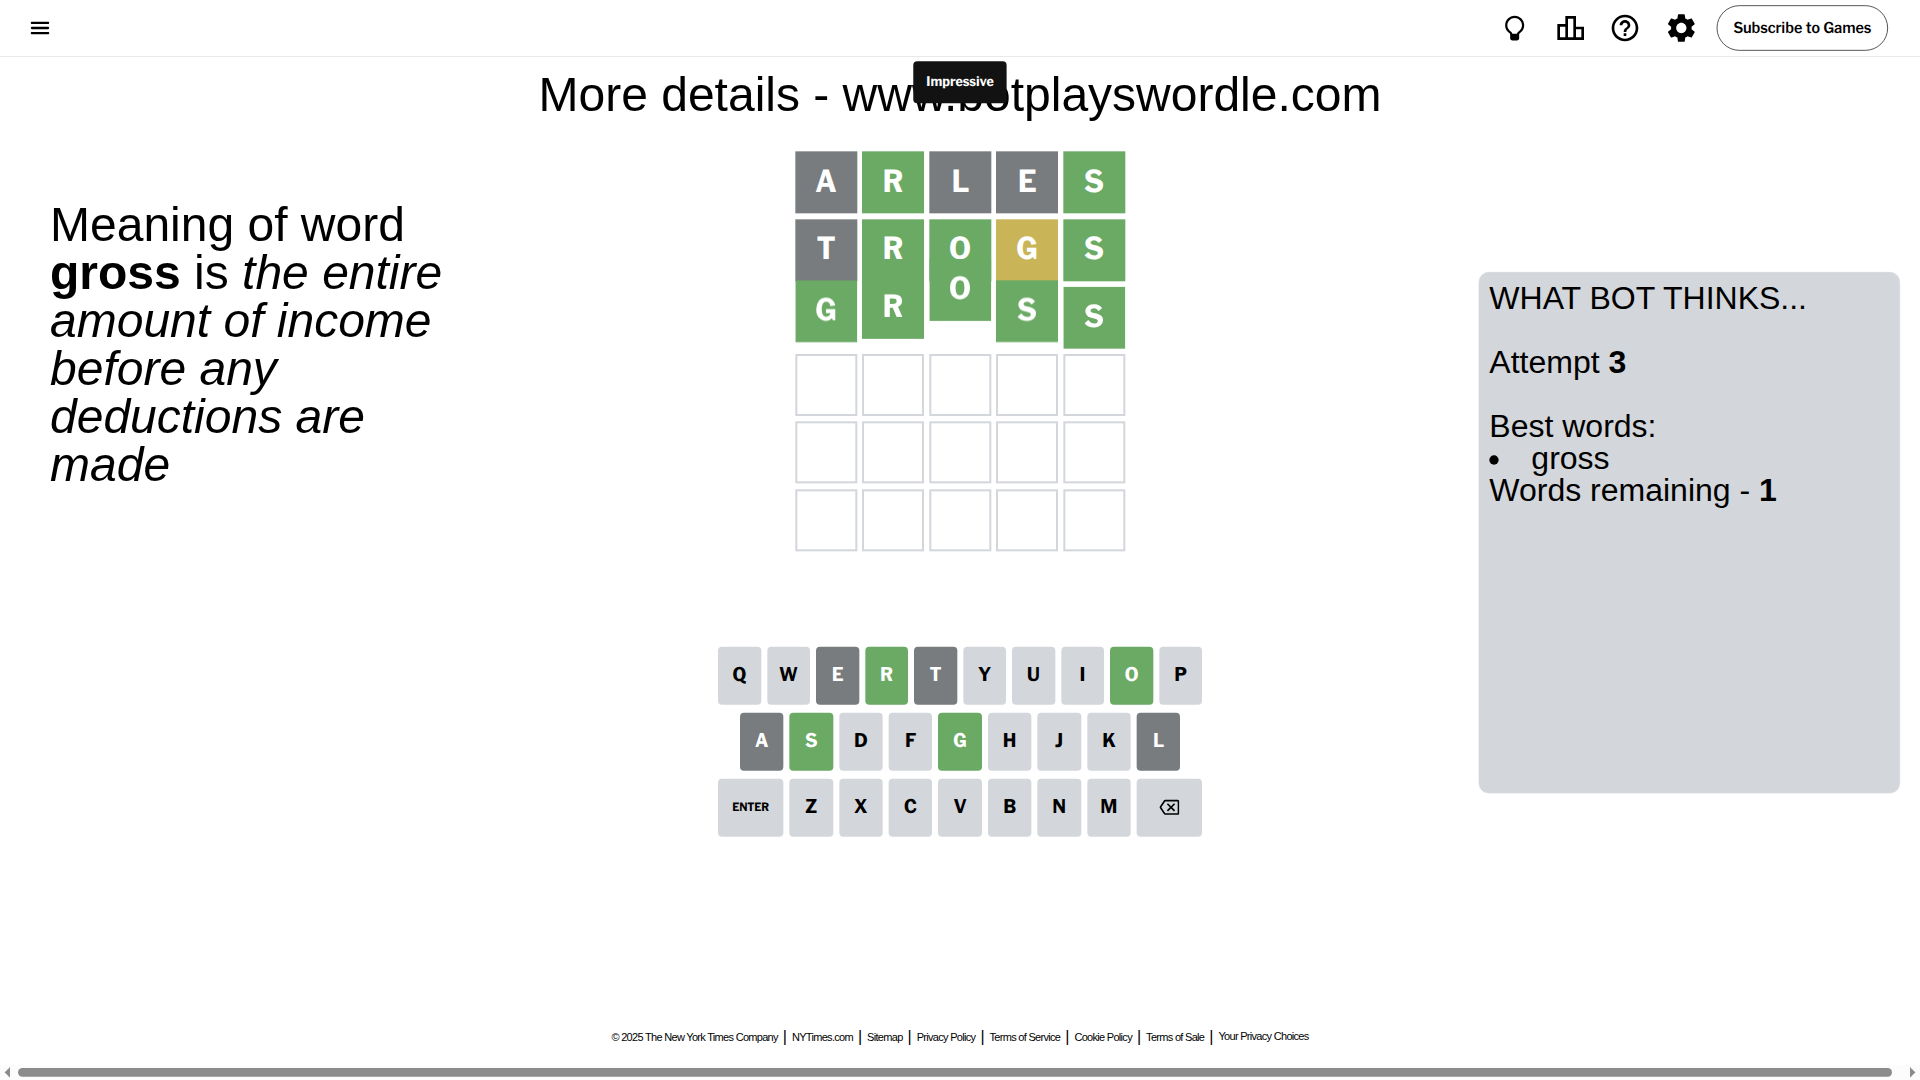 Subscribe to Games
Impressive
More details - www.botplayswordle.com
Meaning of word
gross is the entire
amount of income
before any
deductions are
made
A R L E S
T R O G S
G R O S S
WHAT BOT THINKS...
Attempt 3
Best words:
• gross
Words remaining - 1
Q W E R T Y U I O P
A S D F G H J K L
ENTER Z X C V B N M
© 2025 The New York Times Company | NYTimes.com | Sitemap | Privacy Policy | Terms of Service | Cookie Policy | Terms of Sale | Your Privacy Choices